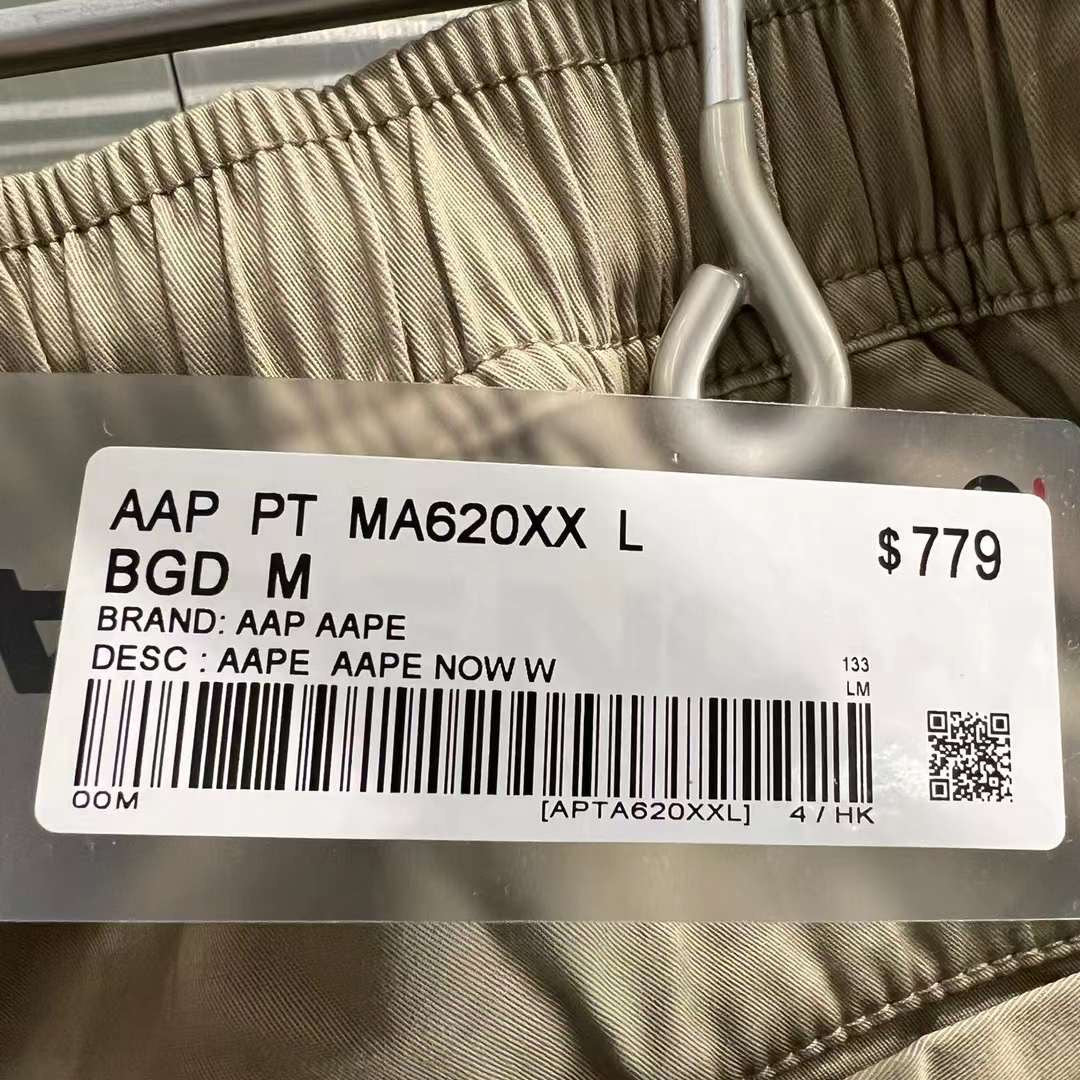 AAP PT MA620XX L
$779
BGD M
BRAND: AAP AAPE
DESC : AAPE AAPE NOW W
133
LM
00M
[APTA620XXL] 4 / HK